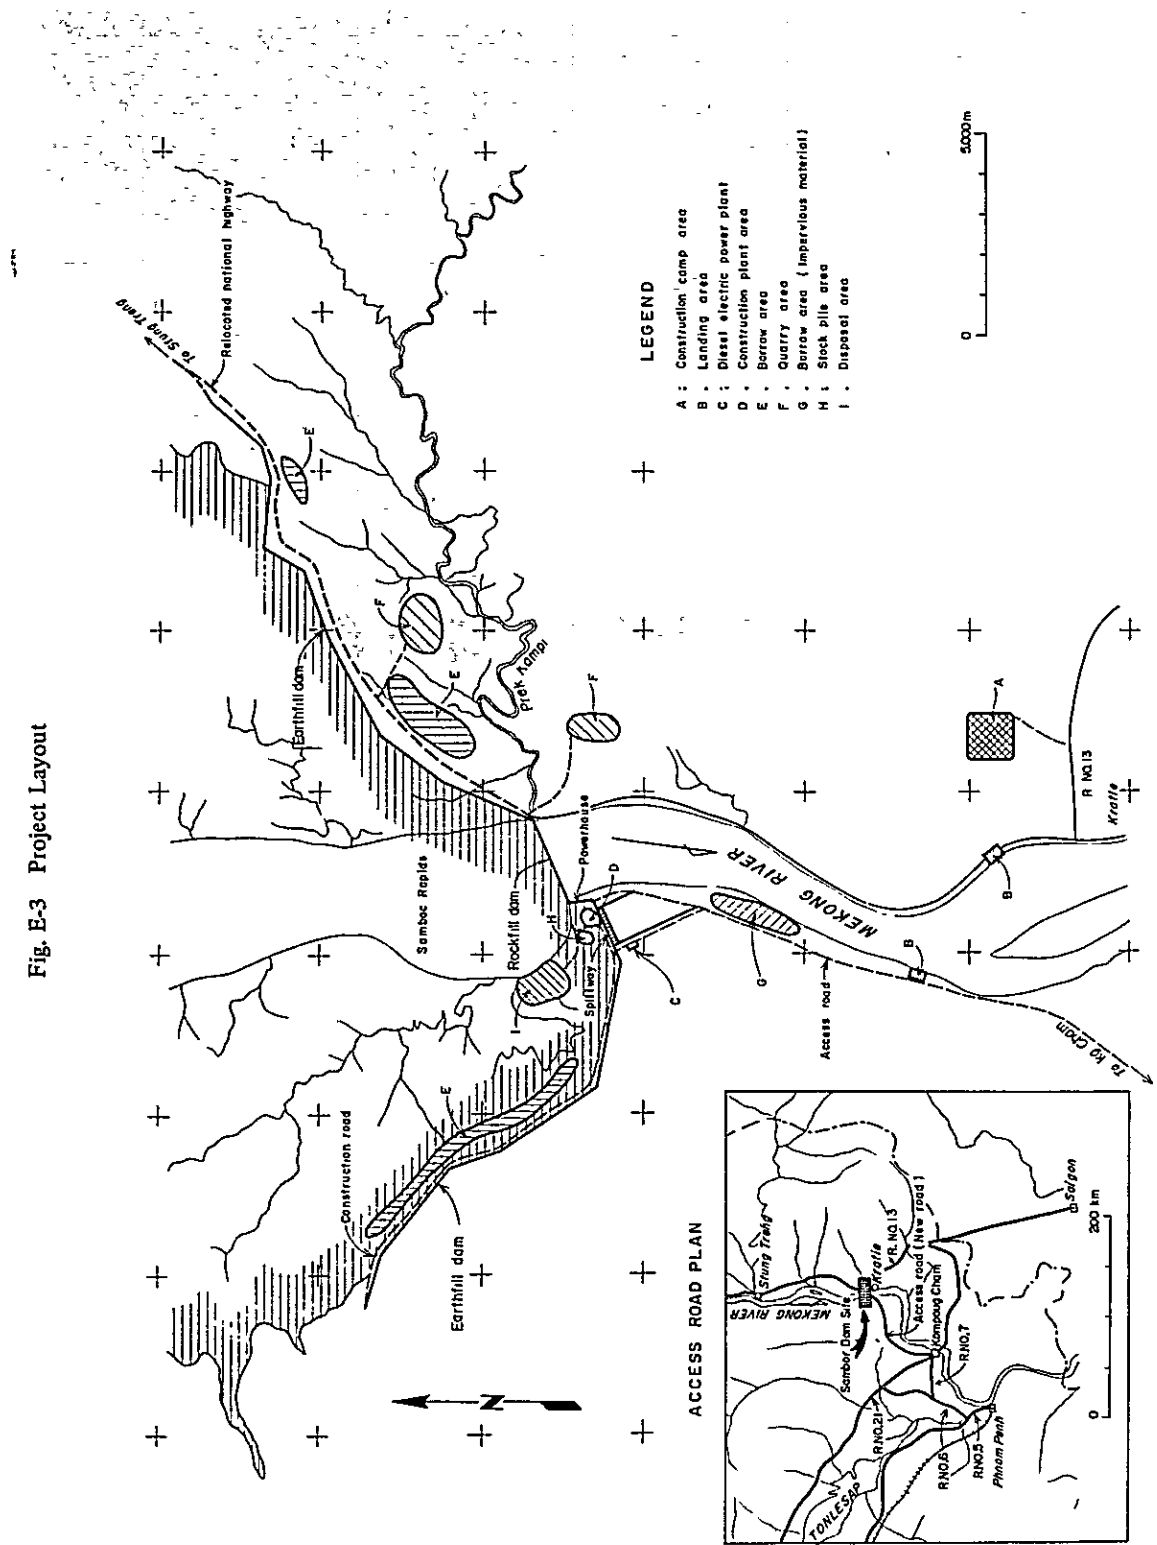 Fig. E-3 Project Layout
To Stung Treng
Relocated national highway
E
Earthfill dam
F
E
Prek Kampi
F
Samboc Rapids
Rockfill dam
H
Powerhouse
D
I
Spillway
C
Construction road
E
Earthfill dam
N
MEKONG RIVER
G
Access road
B
B
To Kg Cham
A
R NO.13
Kratie
LEGEND
A : Construction camp area
B . Landing area
C ; Diesel electric power plant
D . Construction plant area
E . Borrow area
F . Quarry area
G . Borrow area ( Impervious material)
H : Stock pile area
I . Disposal area
0 5,000m
ACCESS ROAD PLAN
Stung Treng
MEKONG RIVER
Sambor Dam Site
Kratie
R.NO.13
Access road (New road)
Kompoug Cham
R.NO.7
R.NO.21
R.NO.6
R.NO.5
TONLESAP
Phnom Penh
Saigon
0 200 km